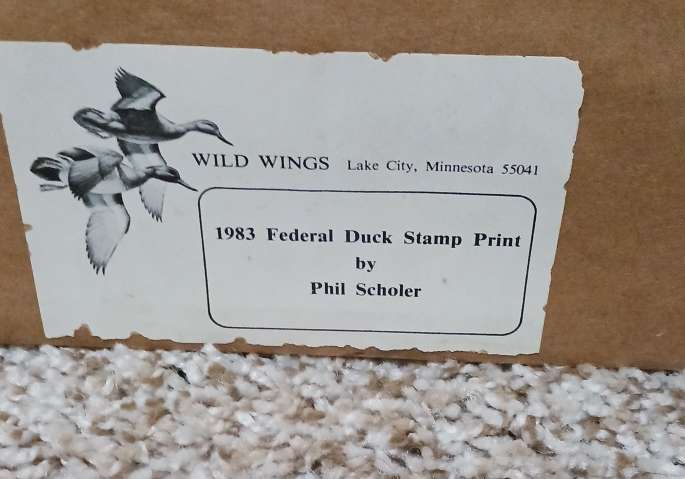 WILD WINGS Lake City, Minnesota 55041
1983 Federal Duck Stamp Print
by
Phil Scholer